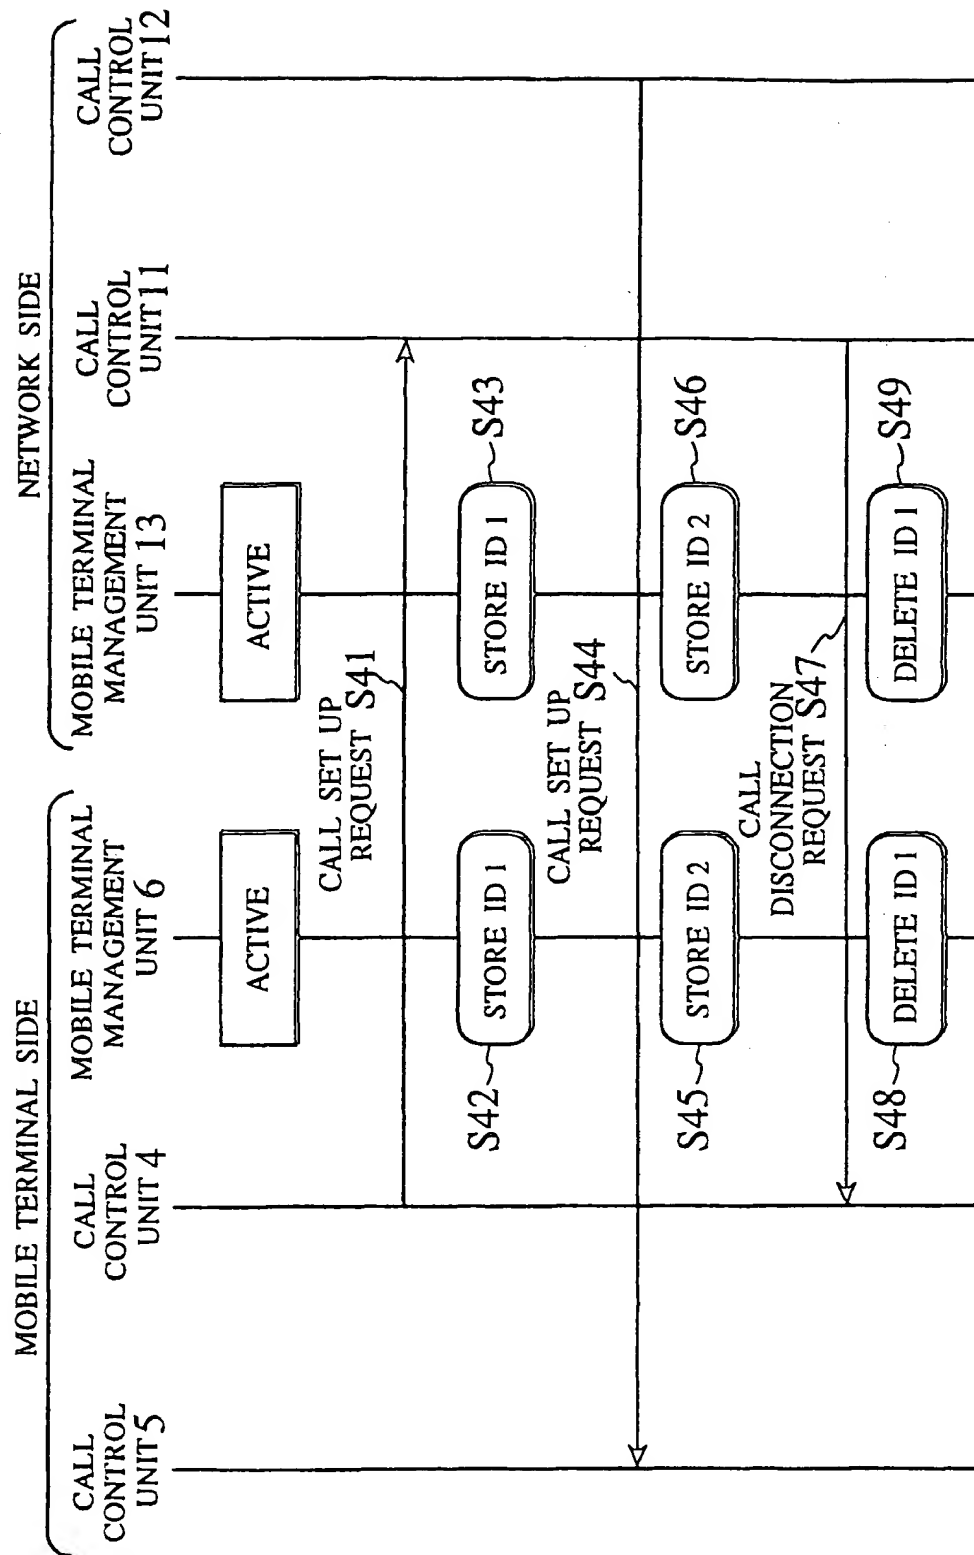 MOBILE TERMINAL SIDE
NETWORK SIDE
CALL
CONTROL
UNIT 5
CALL
CONTROL
UNIT 4
MOBILE TERMINAL
MANAGEMENT
UNIT 6
MOBILE TERMINAL
MANAGEMENT
UNIT 13
CALL
CONTROL
UNIT 11
CALL
CONTROL
UNIT 12
ACTIVE
ACTIVE
CALL SET UP
REQUEST S41
S42
STORE ID 1
STORE ID 1
S43
CALL SET UP
REQUEST S44
S45
STORE ID 2
STORE ID 2
S46
CALL
DISCONNECTION
REQUEST S47
S48
DELETE ID 1
DELETE ID 1
S49